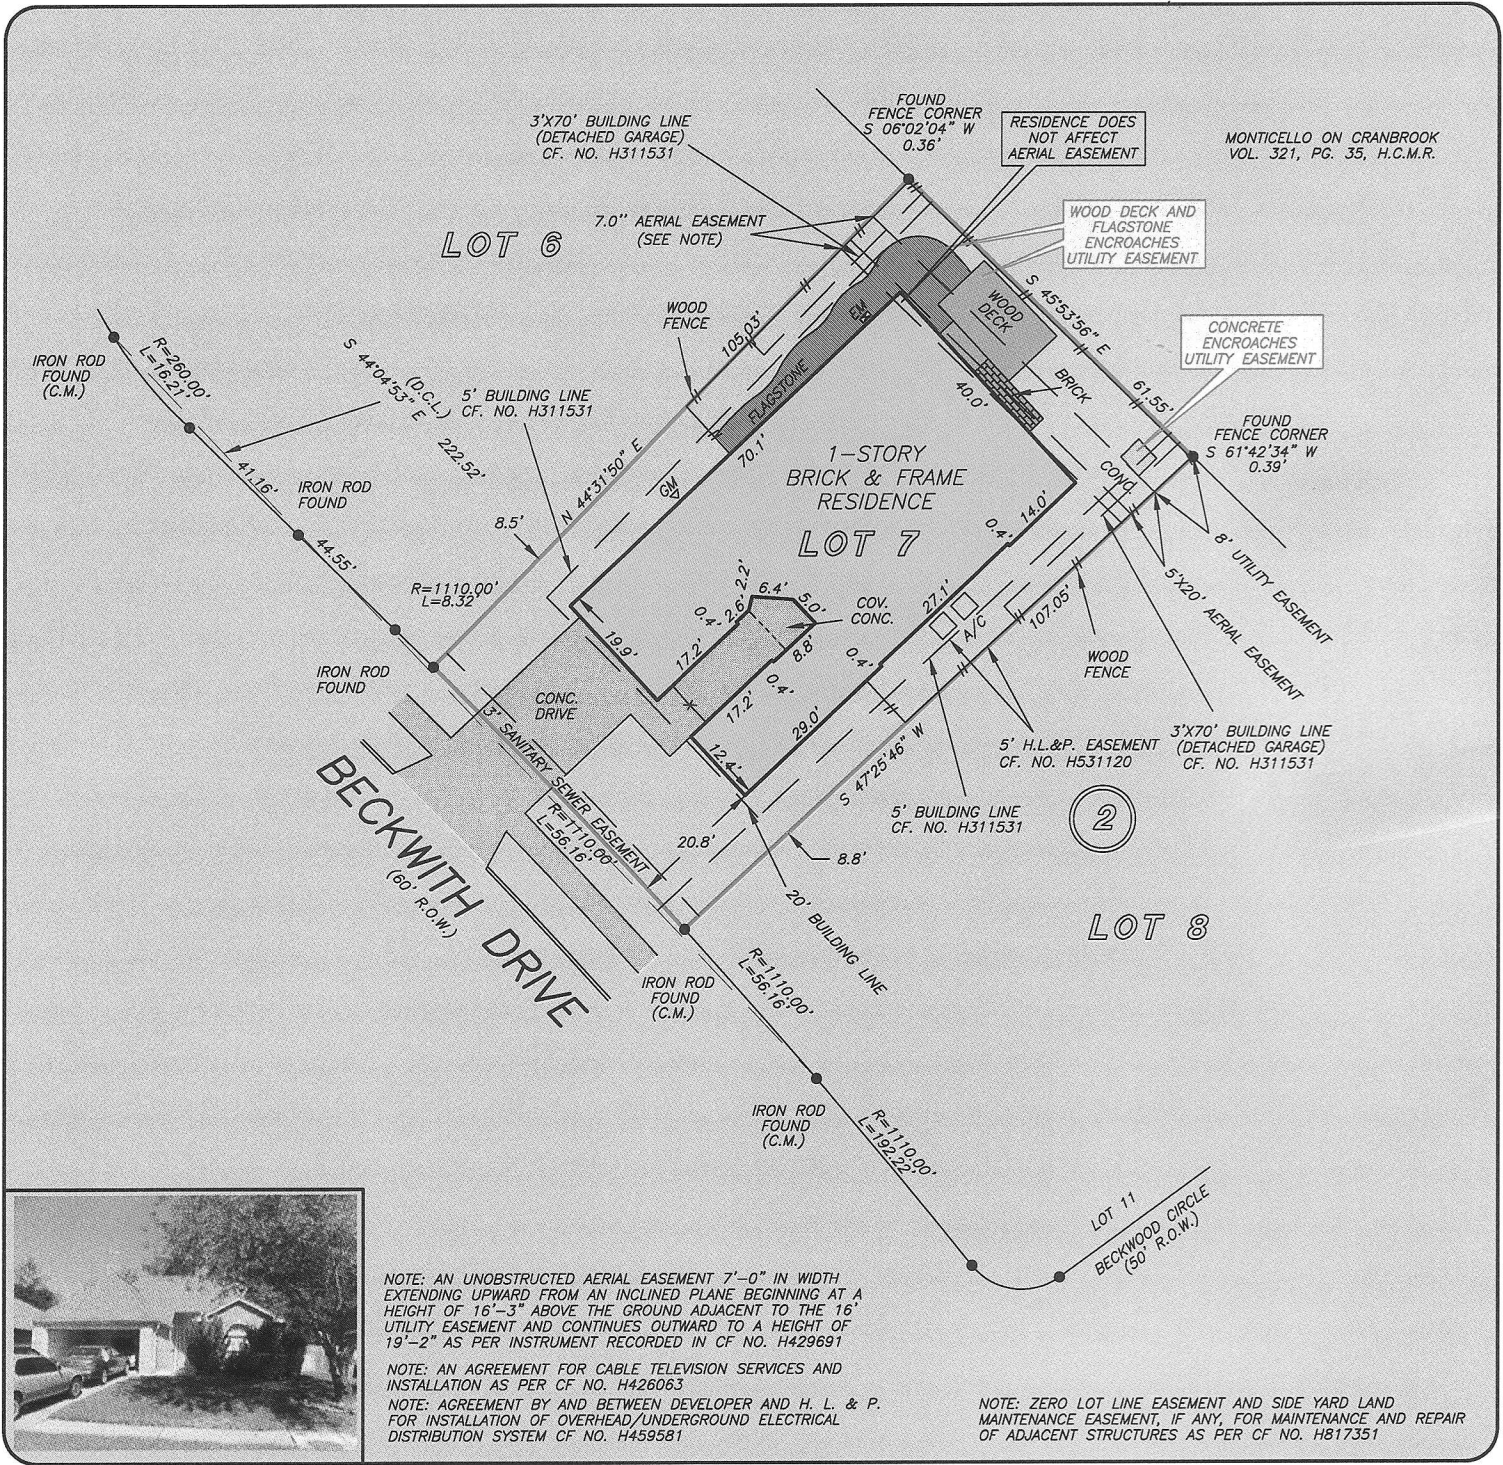 FOUND
FENCE CORNER
S 06°02'04" W
0.36'
3'X70' BUILDING LINE
(DETACHED GARAGE)
CF. NO. H311531
RESIDENCE DOES
NOT AFFECT
AERIAL EASEMENT
MONTICELLO ON CRANBROOK
VOL. 321, PG. 35, H.C.M.R.
LOT 6
7.0'' AERIAL EASEMENT
(SEE NOTE)
WOOD DECK AND
FLAGSTONE
ENCROACHES
UTILITY EASEMENT
WOOD
FENCE
105.03'
EM
WOOD
DECK
S 45°53'56" E
CONCRETE
ENCROACHES
UTILITY EASEMENT
IRON ROD
FOUND
(C.M.)
R=260.00'
L=16.21'
(D.C.L.)
S 44°04'53" E 222.52'
5' BUILDING LINE
CF. NO. H311531
FLAGSTONE
40.0'
BRICK
61.55'
FOUND
FENCE CORNER
S 61°42'34" W
0.39'
41.16'
IRON ROD
FOUND
N 44°31'50" E
70.1'
GM
1-STORY
BRICK & FRAME
RESIDENCE
LOT 7
CONC.
14.0'
0.4'
8.5'
44.55'
R=1110.00'
L=8.32'
8' UTILITY EASEMENT
5'X20' AERIAL EASEMENT
2.2'
6.4'
5.0'
COV.
CONC.
27.1'
A/C
107.05'
0.4'
2.6'
19.9'
17.2'
8.8'
0.4'
0.4'
WOOD
FENCE
IRON ROD
FOUND
CONC.
DRIVE
17.2'
29.0'
12.4'
3' SANITARY SEWER EASEMENT
S 47°25'46" W
5' H.L.&P. EASEMENT
CF. NO. H531120
3'X70' BUILDING LINE
(DETACHED GARAGE)
CF. NO. H311531
5' BUILDING LINE
CF. NO. H311531
2
BECKWITH DRIVE
(60' R.O.W.)
R=1110.00'
L=56.16'
20.8'
8.8'
20' BUILDING LINE
LOT 8
IRON ROD
FOUND
(C.M.)
R=1110.00'
L=56.16'
IRON ROD
FOUND
(C.M.)
R=1110.00'
L=192.22'
LOT 11
BECKWOOD CIRCLE
(50' R.O.W.)
NOTE: AN UNOBSTRUCTED AERIAL EASEMENT 7'-0" IN WIDTH
EXTENDING UPWARD FROM AN INCLINED PLANE BEGINNING AT A
HEIGHT OF 16'-3" ABOVE THE GROUND ADJACENT TO THE 16'
UTILITY EASEMENT AND CONTINUES OUTWARD TO A HEIGHT OF
19'-2" AS PER INSTRUMENT RECORDED IN CF NO. H429691
NOTE: AN AGREEMENT FOR CABLE TELEVISION SERVICES AND
INSTALLATION AS PER CF NO. H426063
NOTE: AGREEMENT BY AND BETWEEN DEVELOPER AND H. L. & P.
FOR INSTALLATION OF OVERHEAD/UNDERGROUND ELECTRICAL
DISTRIBUTION SYSTEM CF NO. H459581
NOTE: ZERO LOT LINE EASEMENT AND SIDE YARD LAND
MAINTENANCE EASEMENT, IF ANY, FOR MAINTENANCE AND REPAIR
OF ADJACENT STRUCTURES AS PER CF NO. H817351